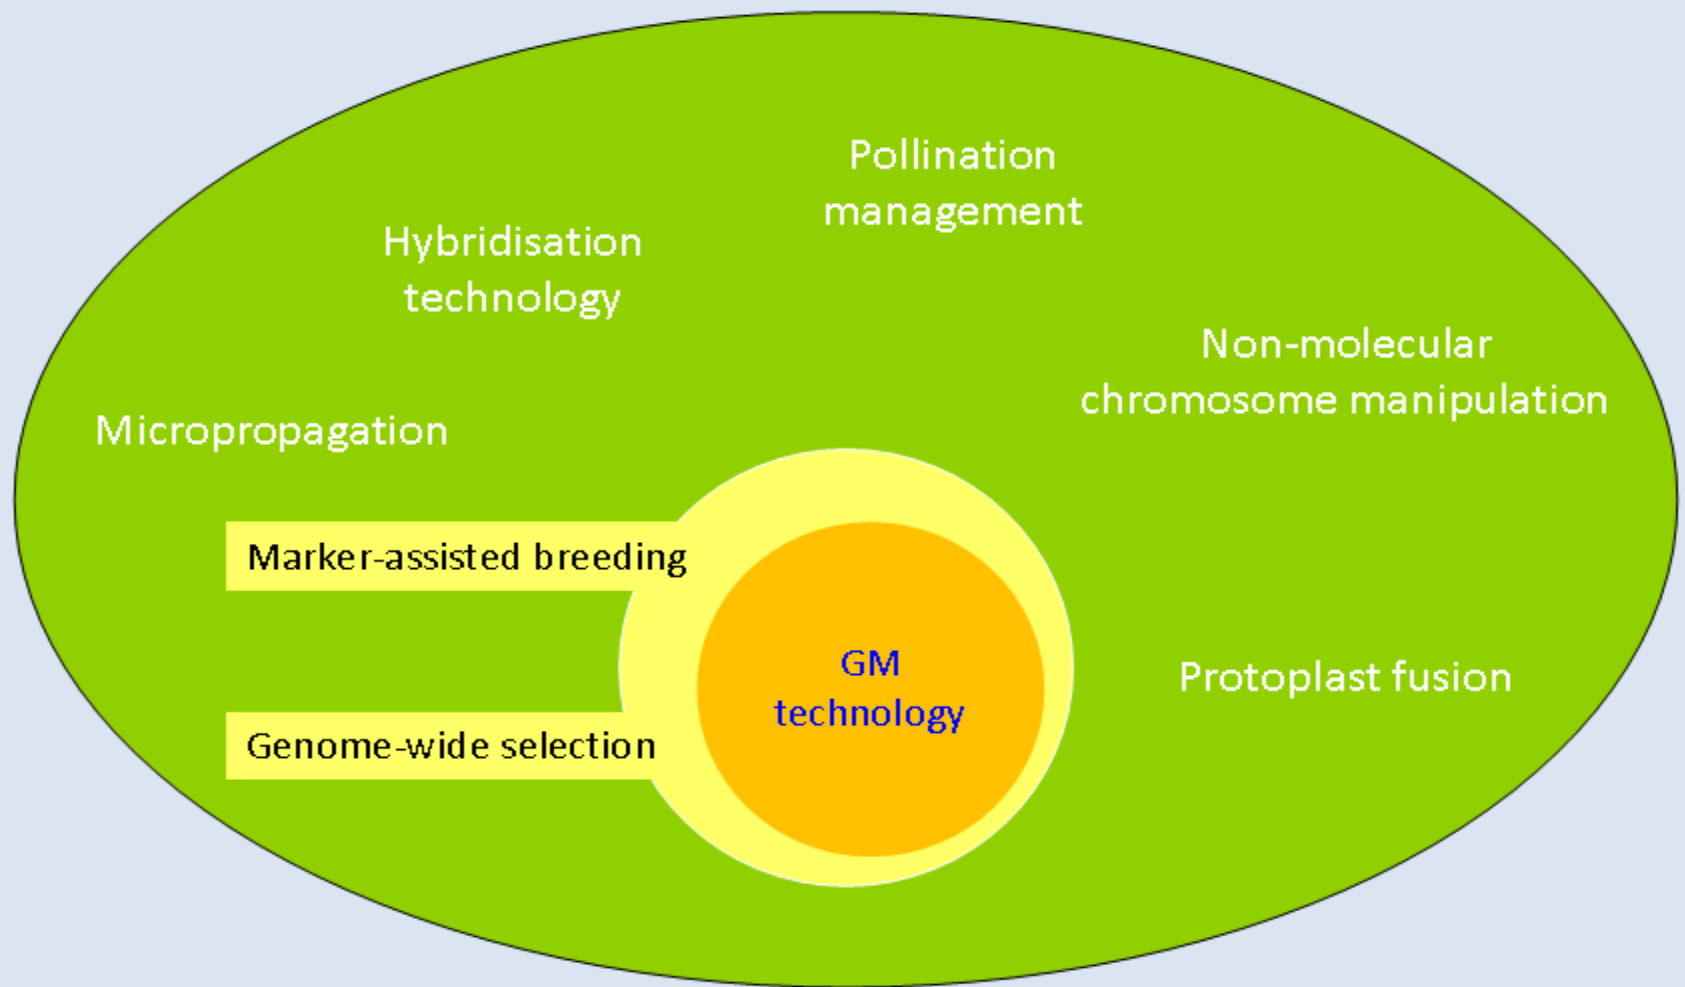 Pollination
management
Hybridisation
technology
Non-molecular
chromosome manipulation
Micropropagation
Marker-assisted breeding
GM
technology
Protoplast fusion
Genome-wide selection